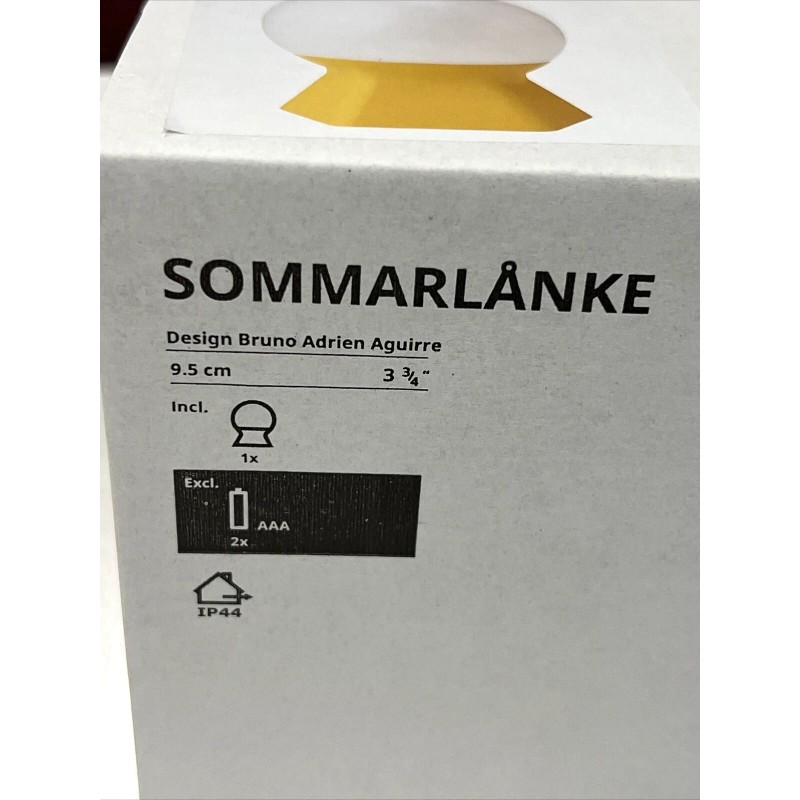 SOMMARLÅNKE
Design Bruno Adrien Aguirre
9.5 cm 3 ¾"
Incl.
1x
Excl.
AAA
2x
IP44